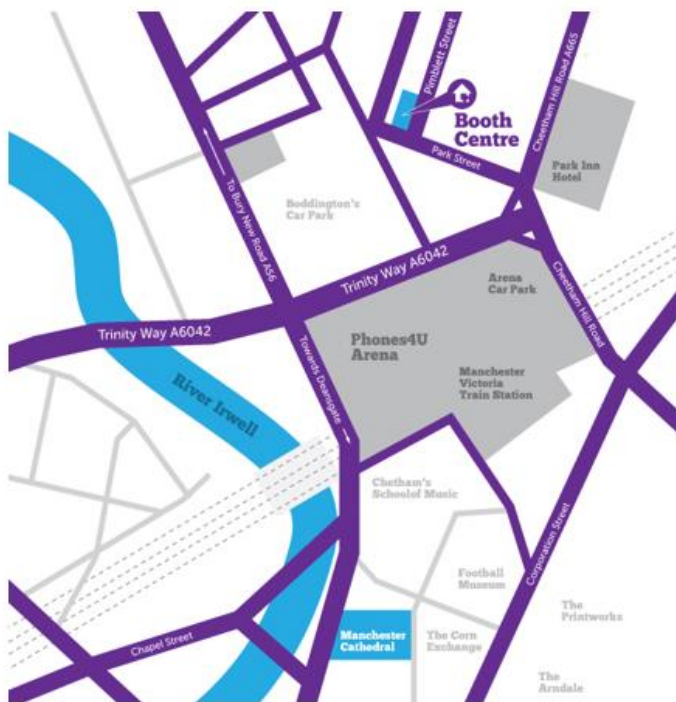 Pimblett Street
Cheetham Hill Road A665
Booth
Centre
Park Street
Park Inn
Hotel
To Bury New Road A56
Boddington's
Car Park
Trinity Way A6042
Arena
Car Park
Cheetham Hill Road
Trinity Way A6042
Phones4U
Arena
Towards Deansgate
Manchester
Victoria
Train Station
River Irwell
Chetham's
Schoolof Music
Corporation Street
Football
Museum
The
Printworks
Chapel Street
Manchester
Cathedral
The Corn
Exchange
The
Arndale